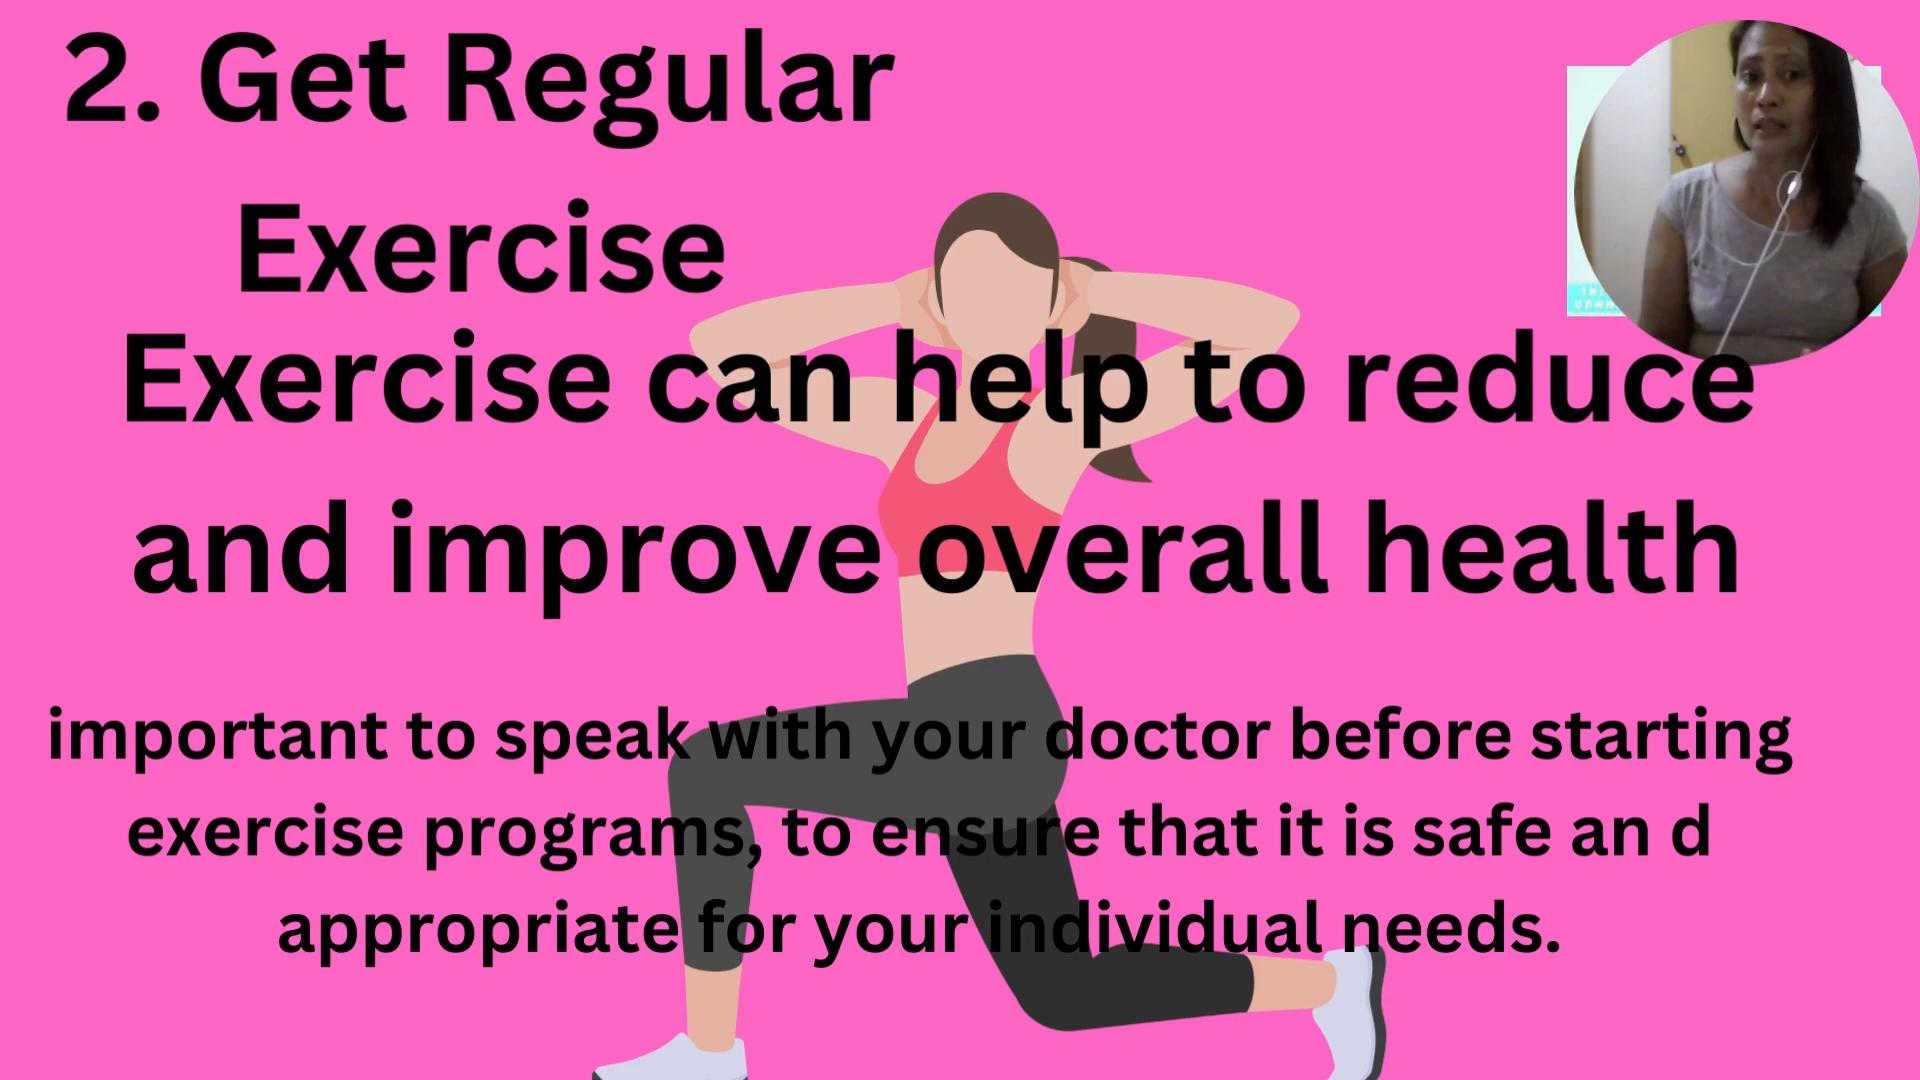 2. Get Regular
Exercise
Exercise can help to reduce
and improve overall health
important to speak with your doctor before starting
exercise programs, to ensure that it is safe an d
appropriate for your individual needs.